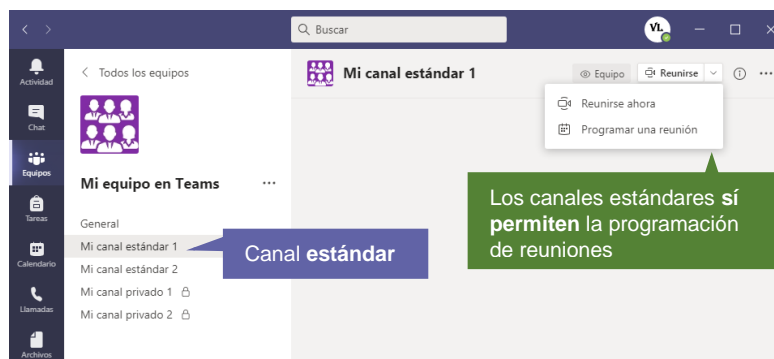 Buscar
VL
Actividad
Chat
Equipos
Tareas
Calendario
Llamadas
Archivos
Todos los equipos
Mi equipo en Teams
General
Mi canal estándar 1
Mi canal estándar 2
Mi canal privado 1
Mi canal privado 2
Canal estándar
Mi canal estándar 1
Equipo
Reunirse
Reunirse ahora
Programar una reunión
Los canales estándares sí
permiten la programación
de reuniones